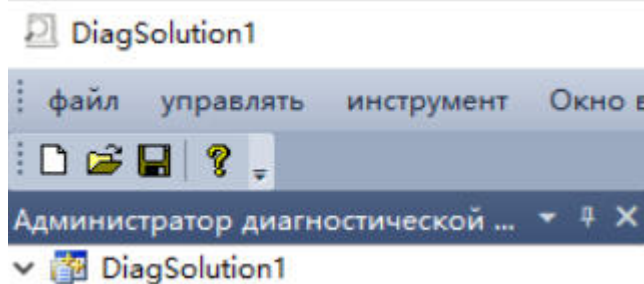 DiagSolution1
файл управлять инструмент Окно в
Администратор диагностической ...
DiagSolution1